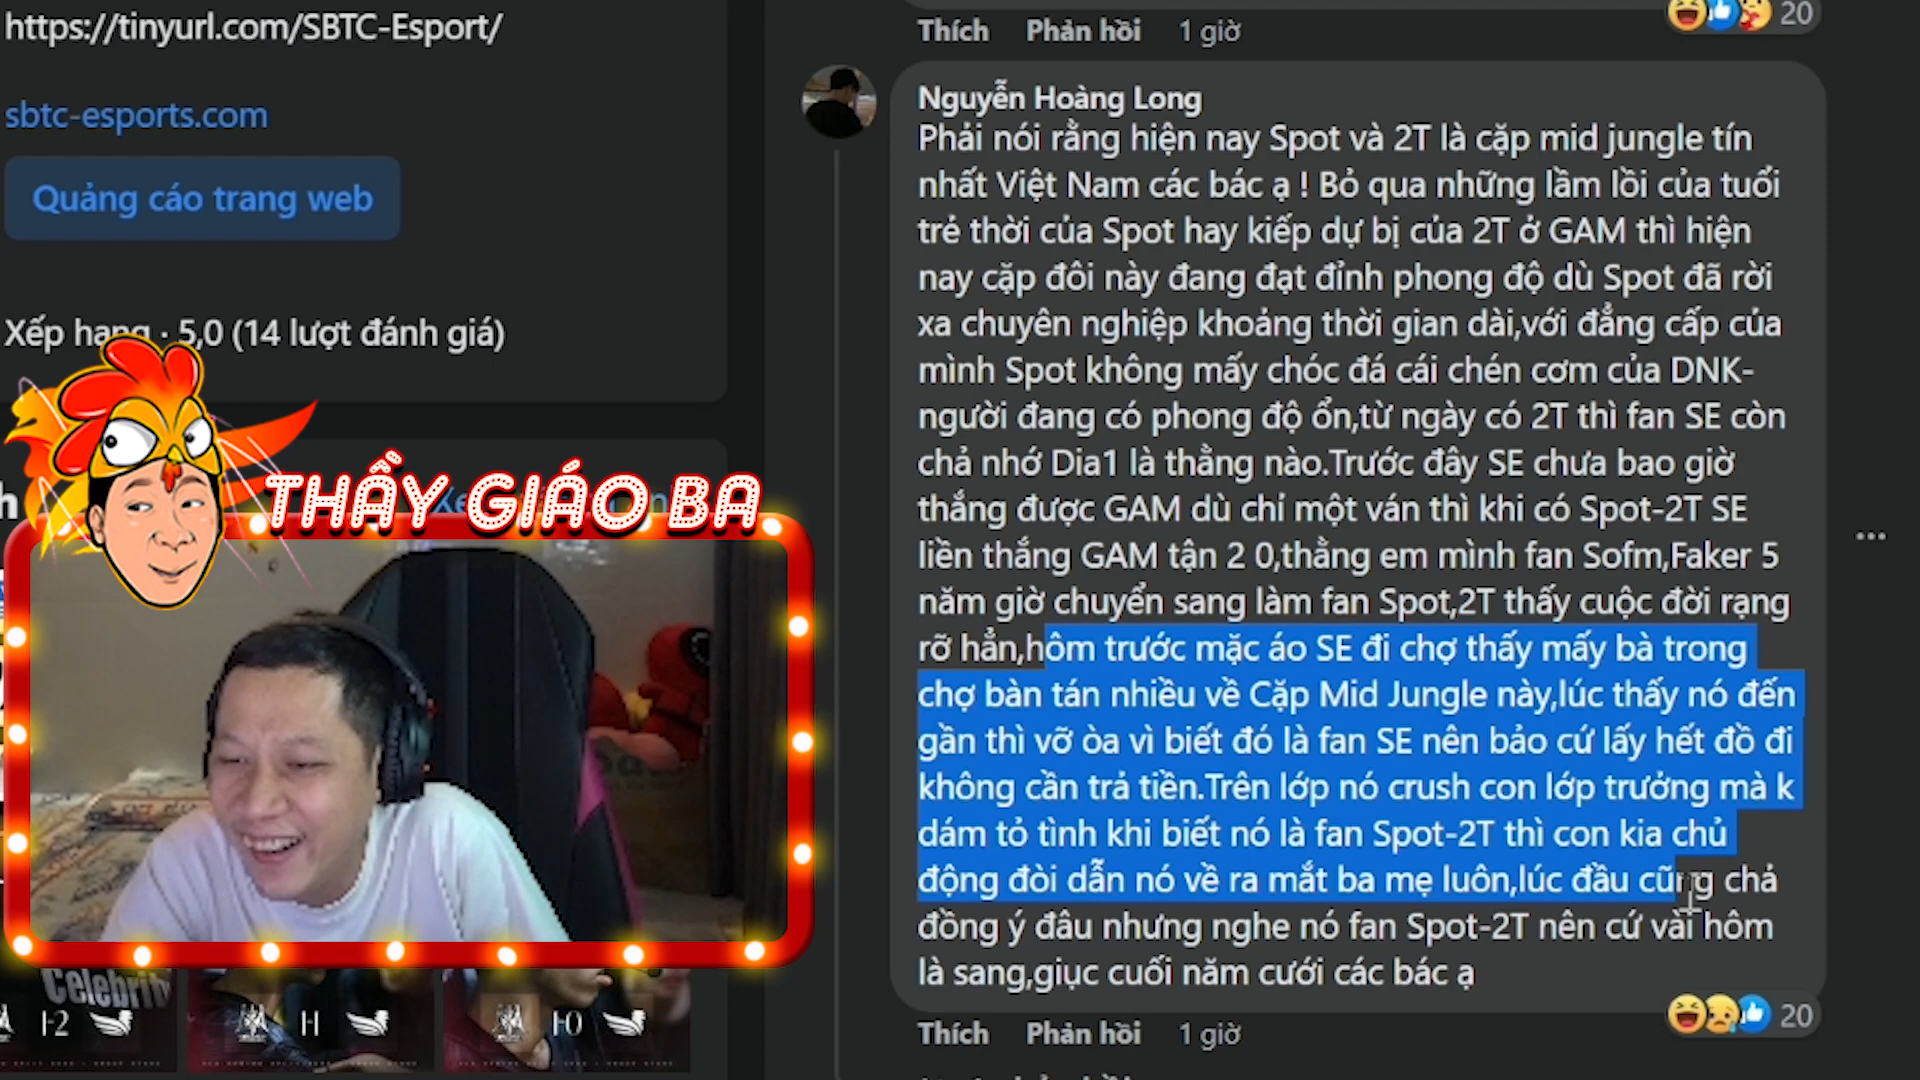 https://tinyurl.com/SBTC-Esport/
sbtc-esports.com
Quảng cáo trang web
Xếp hạng · 5,0 (14 lượt đánh giá)
THẦY GIÁO BA
Celebrity
1-2
1-1
1-0
Thích Phản hồi 1 giờ
20
Nguyễn Hoàng Long
Phải nói rằng hiện nay Spot và 2T là cặp mid jungle tín
nhất Việt Nam các bác ạ ! Bỏ qua những lầm lồi của tuổi
trẻ thời của Spot hay kiếp dự bị của 2T ở GAM thì hiện
nay cặp đôi này đang đạt đỉnh phong độ dù Spot đã rời
xa chuyên nghiệp khoảng thời gian dài,với đẳng cấp của
mình Spot không mấy chóc đá cái chén cơm của DNK-
người đang có phong độ ổn,từ ngày có 2T thì fan SE còn
chả nhớ Dia1 là thằng nào.Trước đây SE chưa bao giờ
thắng được GAM dù chỉ một ván thì khi có Spot-2T SE
liền thắng GAM tận 2 0,thằng em mình fan Sofm,Faker 5
năm giờ chuyển sang làm fan Spot,2T thấy cuộc đời rạng
rỡ hẳn,hôm trước mặc áo SE đi chợ thấy mấy bà trong
chợ bàn tán nhiều về Cặp Mid Jungle này,lúc thấy nó đến
gần thì vỡ òa vì biết đó là fan SE nên bảo cứ lấy hết đồ đi
không cần trả tiền.Trên lớp nó crush con lớp trưởng mà k
dám tỏ tình khi biết nó là fan Spot-2T thì con kia chủ
động đòi dẫn nó về ra mắt ba mẹ luôn,lúc đầu cũng chả
đồng ý đâu nhưng nghe nó fan Spot-2T nên cứ vài hôm
là sang,giục cuối năm cưới các bác ạ
Thích Phản hồi 1 giờ
20